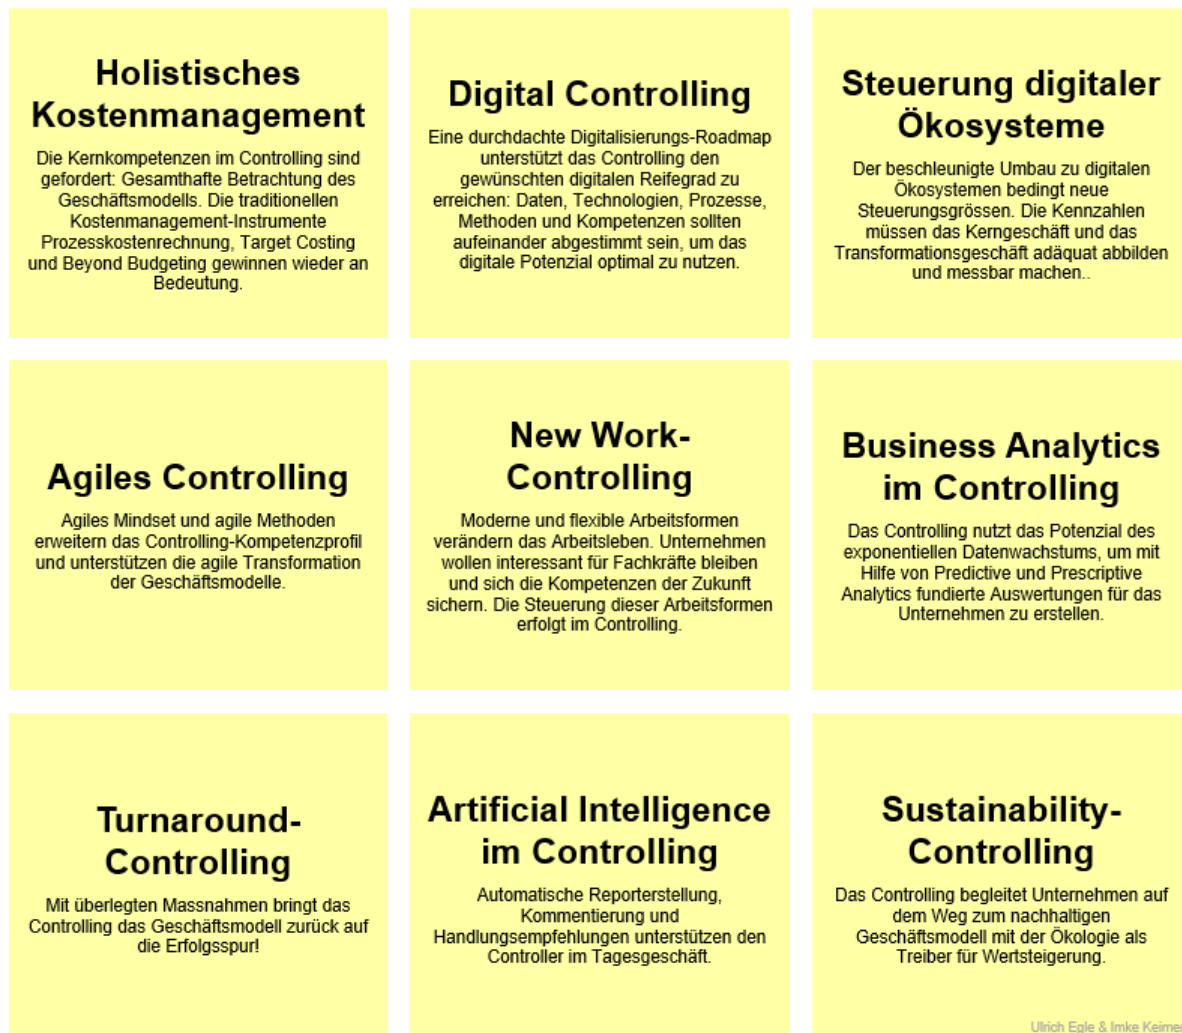 Holistisches
Kostenmanagement
Die Kernkompetenzen im Controlling sind
gefordert: Gesamthafte Betrachtung des
Geschäftsmodells. Die traditionellen
Kostenmanagement-Instrumente
Prozesskostenrechnung, Target Costing
und Beyond Budgeting gewinnen wieder an
Bedeutung.
Digital Controlling
Eine durchdachte Digitalisierungs-Roadmap
unterstützt das Controlling den
gewünschten digitalen Reifegrad zu
erreichen: Daten, Technologien, Prozesse,
Methoden und Kompetenzen sollten
aufeinander abgestimmt sein, um das
digitale Potenzial optimal zu nutzen.
Steuerung digitaler
Ökosysteme
Der beschleunigte Umbau zu digitalen
Ökosystemen bedingt neue
Steuerungsgrössen. Die Kennzahlen
müssen das Kerngeschäft und das
Transformationsgeschäft adäquat abbilden
und messbar machen..
Agiles Controlling
Agiles Mindset und agile Methoden
erweitern das Controlling-Kompetenzprofil
und unterstützen die agile Transformation
der Geschäftsmodelle.
New Work-
Controlling
Moderne und flexible Arbeitsformen
verändern das Arbeitsleben. Unternehmen
wollen interessant für Fachkräfte bleiben
und sich die Kompetenzen der Zukunft
sichern. Die Steuerung dieser Arbeitsformen
erfolgt im Controlling.
Business Analytics
im Controlling
Das Controlling nutzt das Potenzial des
exponentiellen Datenwachstums, um mit
Hilfe von Predictive und Prescriptive
Analytics fundierte Auswertungen für das
Unternehmen zu erstellen.
Turnaround-
Controlling
Mit überlegten Massnahmen bringt das
Controlling das Geschäftsmodell zurück auf
die Erfolgsspur!
Artificial Intelligence
im Controlling
Automatische Reporterstellung,
Kommentierung und
Handlungsempfehlungen unterstützen den
Controller im Tagesgeschäft.
Sustainability-
Controlling
Das Controlling begleitet Unternehmen auf
dem Weg zum nachhaltigen
Geschäftsmodell mit der Ökologie als
Treiber für Wertsteigerung.
Ulrich Egle & Imke Keimer